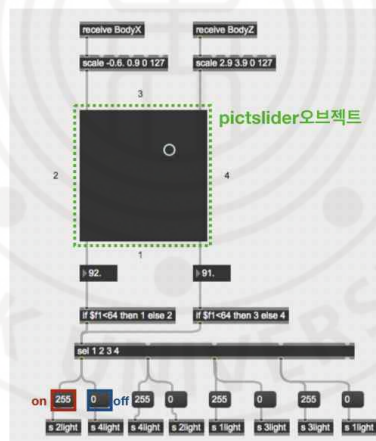 receive BodyX receive BodyZ
scale -0.6. 0.9 0 127 scale 2.9 3.9 0 127
3
pictslider오브젝트
2 4
1
92. 91.
if $f1<64 then 1 else 2 if $f1<64 then 3 else 4
sel 1 2 3 4
on 255 0 off 255 0 255 0 255 0
s 2light s 4light s 4light s 2light s 1light s 3light s 3light s 1light